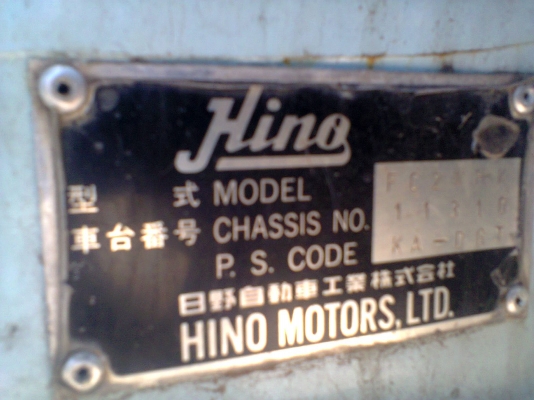 Hino
型 式 MODEL
車台番号 CHASSIS NO.
P. S. CODE
日野自動車工業株式会社
HINO MOTORS, LTD.